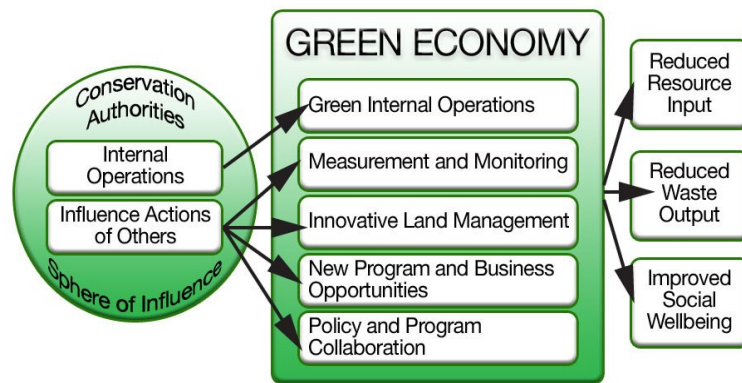 Conservation
Authorities
Internal
Operations
Influence Actions
of Others
Sphere of Influence
GREEN ECONOMY
Green Internal Operations
Measurement and Monitoring
Innovative Land Management
New Program and Business
Opportunities
Policy and Program
Collaboration
Reduced
Resource
Input
Reduced
Waste
Output
Improved
Social
Wellbeing